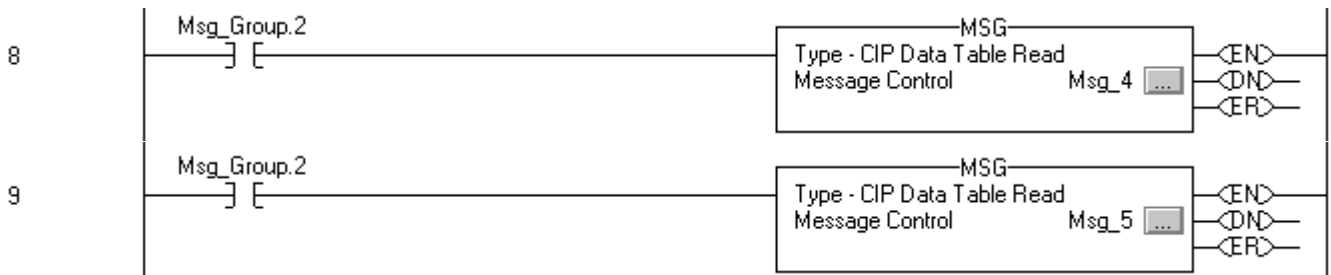 Msg_Group.2
8
MSG
Type - CIP Data Table Read
Message Control Msg_4 ...
EN
DN
ER
Msg_Group.2
9
MSG
Type - CIP Data Table Read
Message Control Msg_5 ...
EN
DN
ER